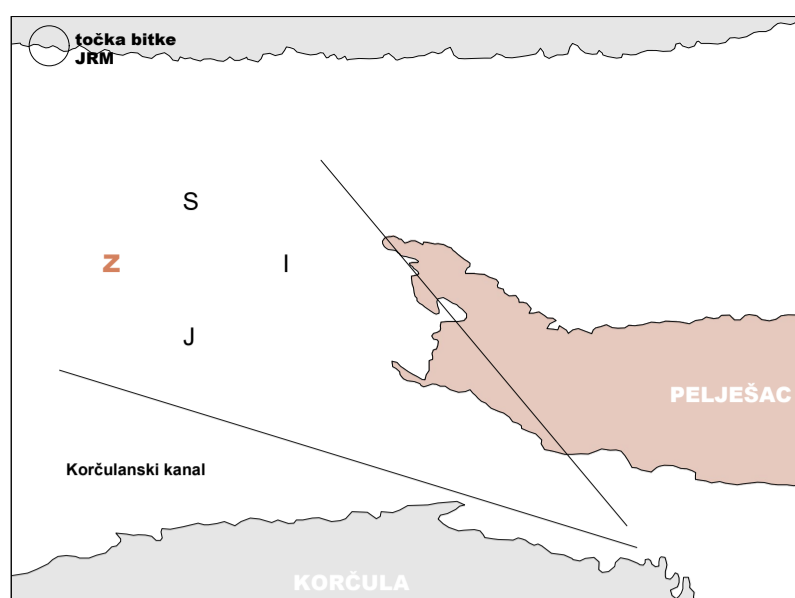 točka bitke
JRM
S
Z
I
J
PELJEŠAC
Korčulanski kanal
KORČULA